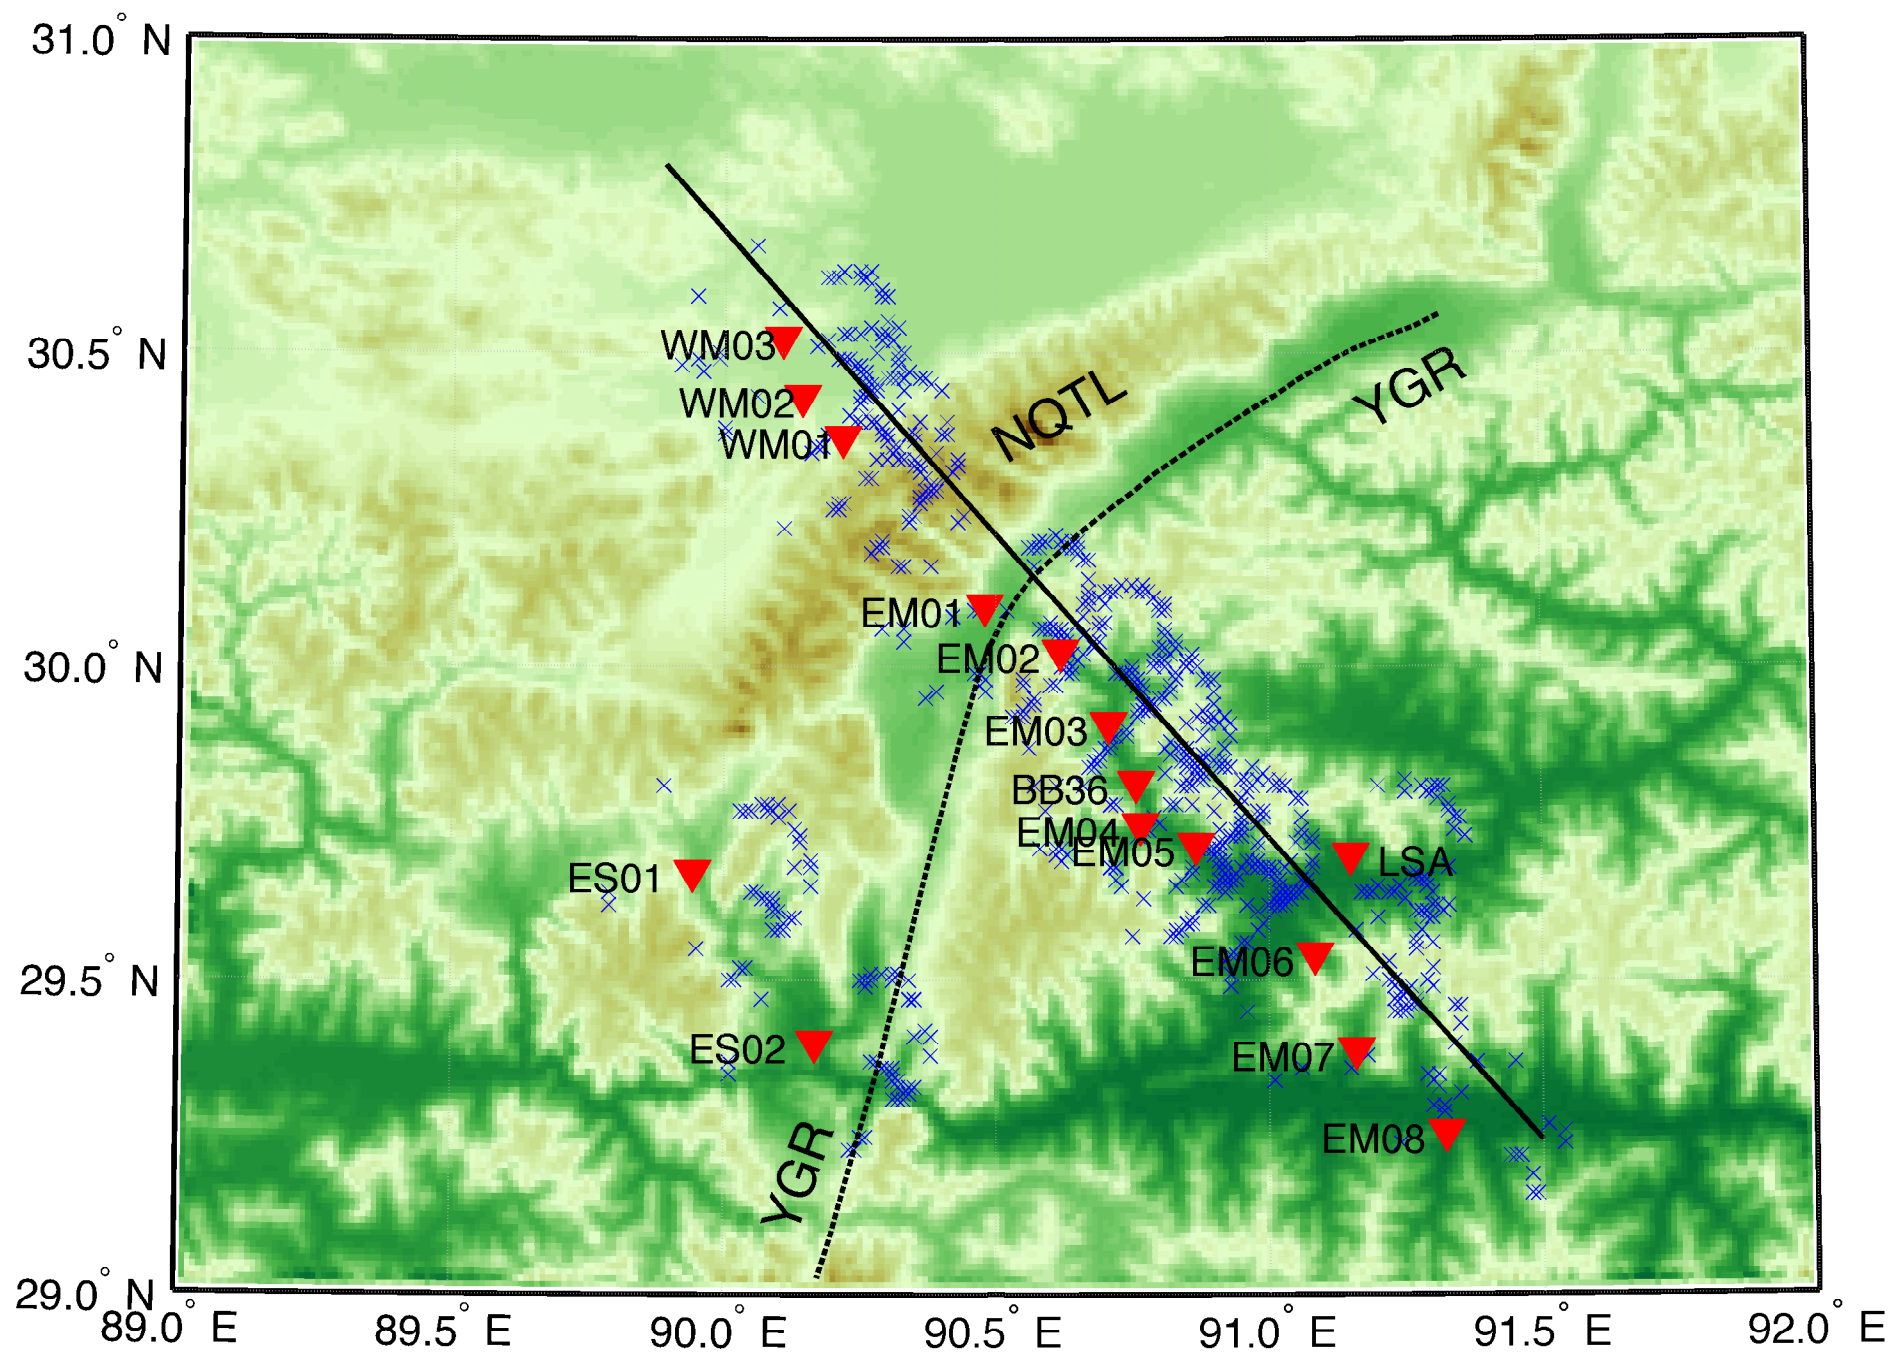 31.0° N
30.5° N
WM03
WM02
WM01
NQTL
YGR
EM01
EM02
30.0° N
EM03
BB36
EM04
EM05
LSA
ES01
EM06
29.5° N
ES02
EM07
EM08
YGR
29.0° N
89.0° E 89.5° E 90.0° E 90.5° E 91.0° E 91.5° E 92.0° E